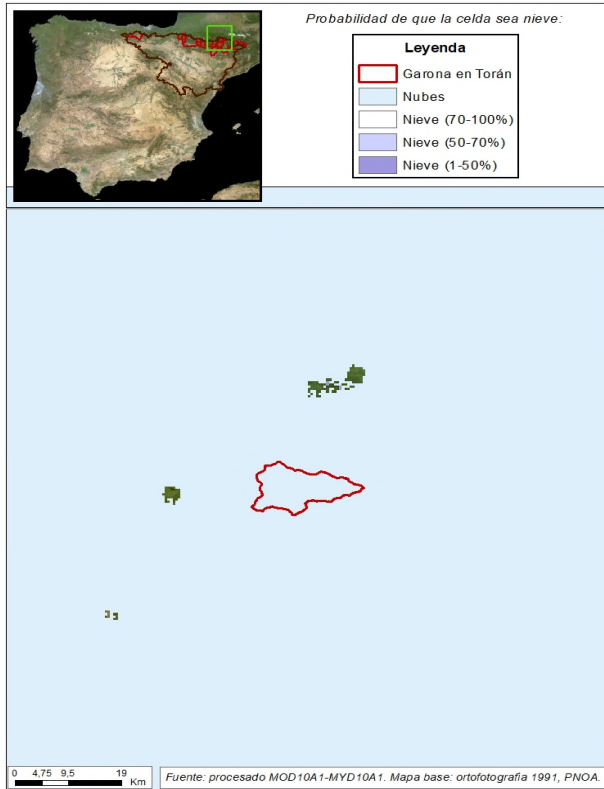 Probabilidad de que la celda sea nieve:
Leyenda
Garona en Torán
Nubes
Nieve (70-100%)
Nieve (50-70%)
Nieve (1-50%)
0 4,75 9,5 19
Km
Fuente: procesado MOD10A1-MYD10A1. Mapa base: ortofotografia 1991, PNOA.